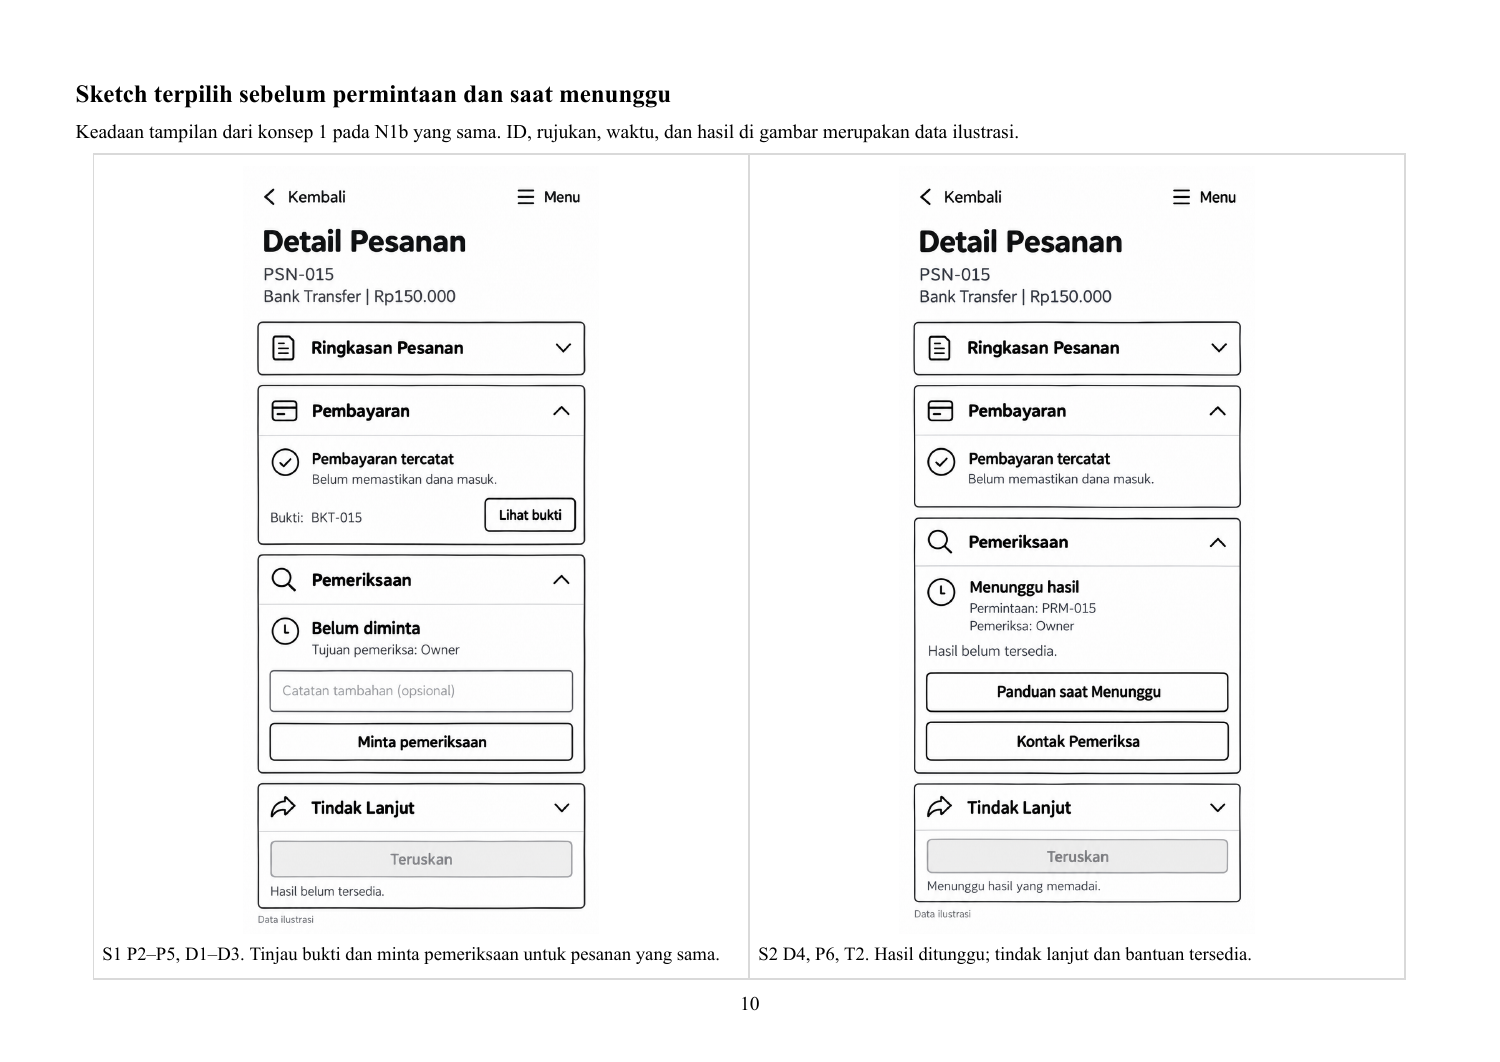 Sketch terpilih sebelum permintaan dan saat menunggu
Keadaan tampilan dari konsep 1 pada N1b yang sama. ID, rujukan, waktu, dan hasil di gambar merupakan data ilustrasi.
Kembali
Menu
Detail Pesanan
PSN-015
Bank Transfer | Rp150.000
Ringkasan Pesanan
Pembayaran
Pembayaran tercatat
Belum memastikan dana masuk.
Bukti: BKT-015
Lihat bukti
Pemeriksaan
Belum diminta
Tujuan pemeriksa: Owner
Catatan tambahan (opsional)
Minta pemeriksaan
Tindak Lanjut
Teruskan
Hasil belum tersedia.
Data ilustrasi
S1 P2–P5, D1–D3. Tinjau bukti dan minta pemeriksaan untuk pesanan yang sama.
Kembali
Menu
Detail Pesanan
PSN-015
Bank Transfer | Rp150.000
Ringkasan Pesanan
Pembayaran
Pembayaran tercatat
Belum memastikan dana masuk.
Pemeriksaan
Menunggu hasil
Permintaan: PRM-015
Pemeriksa: Owner
Hasil belum tersedia.
Panduan saat Menunggu
Kontak Pemeriksa
Tindak Lanjut
Teruskan
Menunggu hasil yang memadai.
Data ilustrasi
S2 D4, P6, T2. Hasil ditunggu; tindak lanjut dan bantuan tersedia.
10